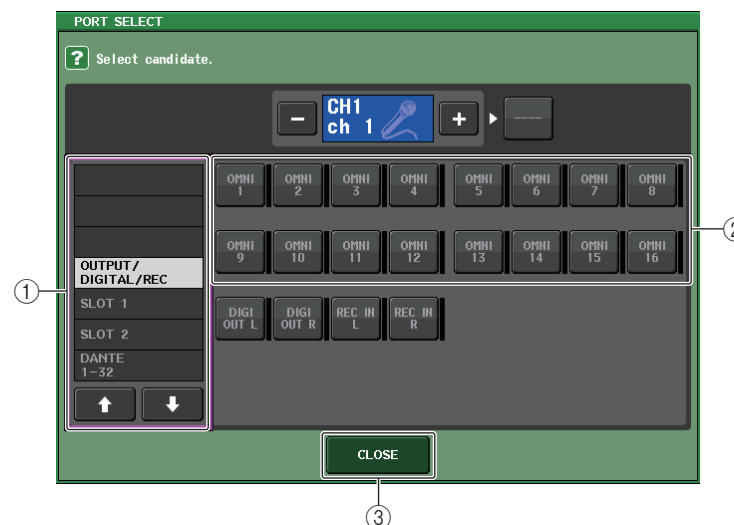 PORT SELECT
? Select candidate.
− CH1 + ----
ch 1
OUTPUT/
DIGITAL/REC
SLOT 1
SLOT 2
DANTE
1-32
OMNI 1 OMNI 2 OMNI 3 OMNI 4 OMNI 5 OMNI 6 OMNI 7 OMNI 8
OMNI 9 OMNI 10 OMNI 11 OMNI 12 OMNI 13 OMNI 14 OMNI 15 OMNI 16
DIGI OUT L DIGI OUT R REC IN L REC IN R
CLOSE
①
②
③